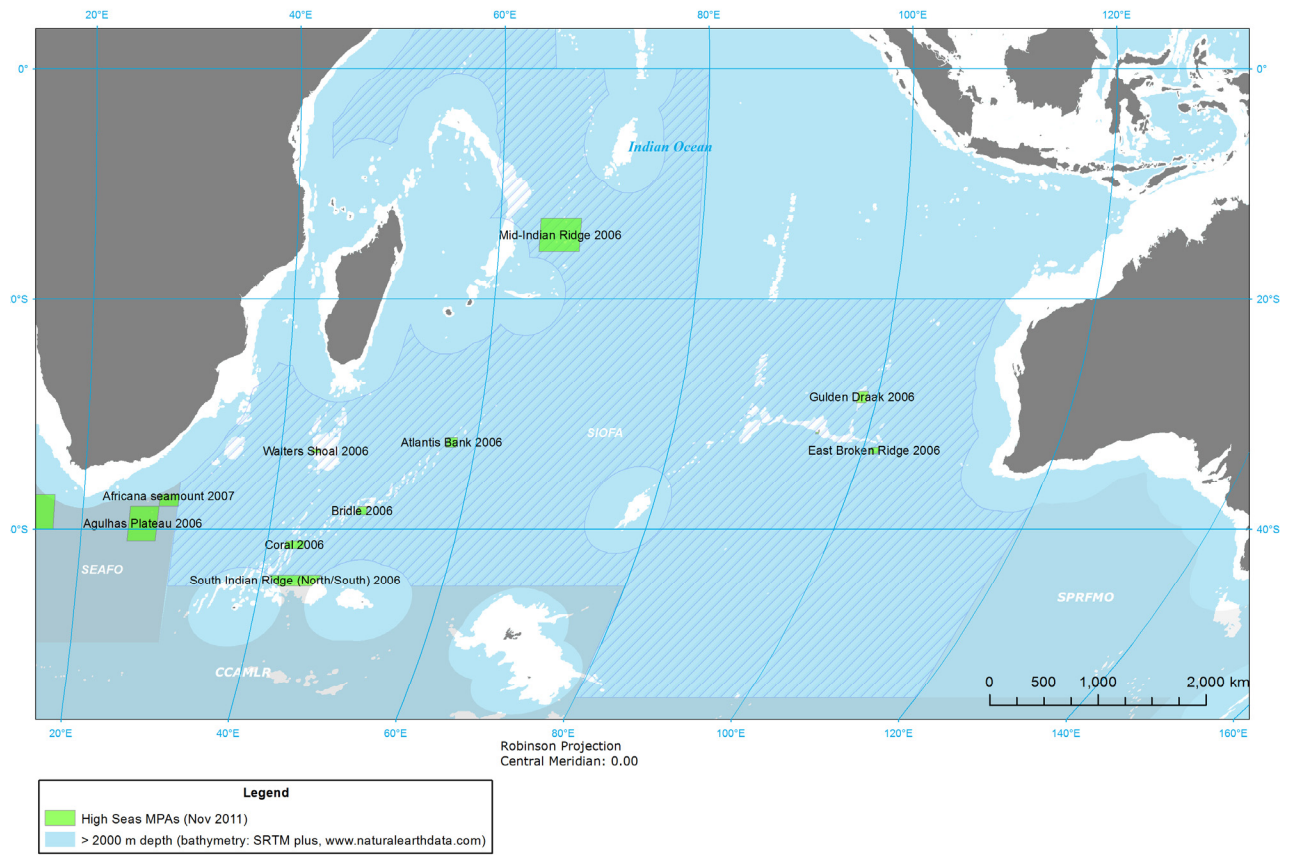 20°E 40°E 60°E 80°E 100°E 120°E
0° 0°
Indian Ocean
Mid-Indian Ridge 2006
0°S 20°S
Gulden Draak 2006
SIOFA
Atlantis Bank 2006
Walters Shoal 2006
East Broken Ridge 2006
Africana seamount 2007
Bridle 2006
Agulhas Plateau 2006
0°S 40°S
Coral 2006
SEAFO
South Indian Ridge (North/South) 2006
SPRFMO
CCAMLR
0 500 1,000 2,000 km
20°E 40°E 60°E 80°E 100°E 120°E 140°E 160°E
Robinson Projection
Central Meridian: 0.00
Legend
High Seas MPAs (Nov 2011)
> 2000 m depth (bathymetry: SRTM plus, www.naturalearthdata.com)